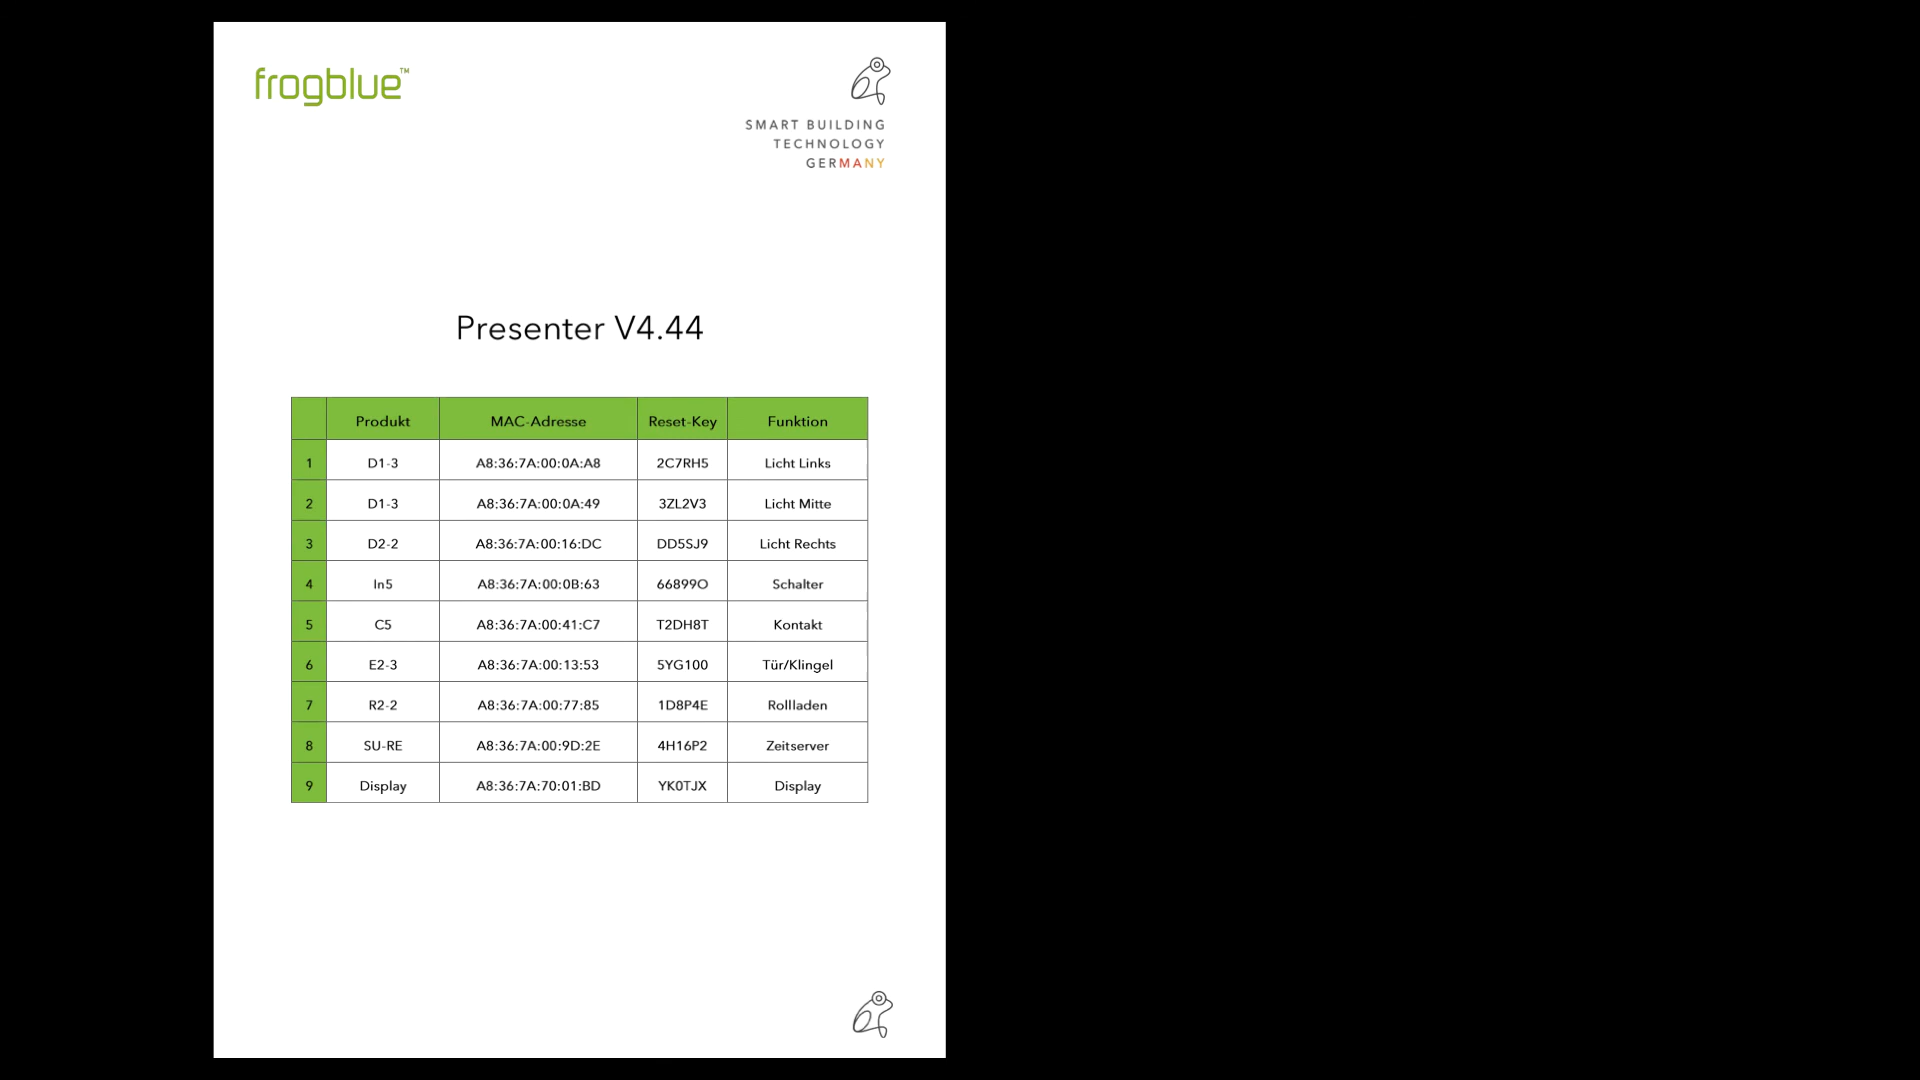 frogblue™
SMART BUILDING
TECHNOLOGY
GERMANY
Presenter V4.44
Produkt MAC-Adresse Reset-Key Funktion
1 D1-3 A8:36:7A:00:0A:A8 2C7RH5 Licht Links
2 D1-3 A8:36:7A:00:0A:49 3ZL2V3 Licht Mitte
3 D2-2 A8:36:7A:00:16:DC DD5SJ9 Licht Rechts
4 In5 A8:36:7A:00:0B:63 66899O Schalter
5 C5 A8:36:7A:00:41:C7 T2DH8T Kontakt
6 E2-3 A8:36:7A:00:13:53 5YG100 Tür/Klingel
7 R2-2 A8:36:7A:00:77:85 1D8P4E Rollladen
8 SU-RE A8:36:7A:00:9D:2E 4H16P2 Zeitserver
9 Display A8:36:7A:70:01:BD YK0TJX Display